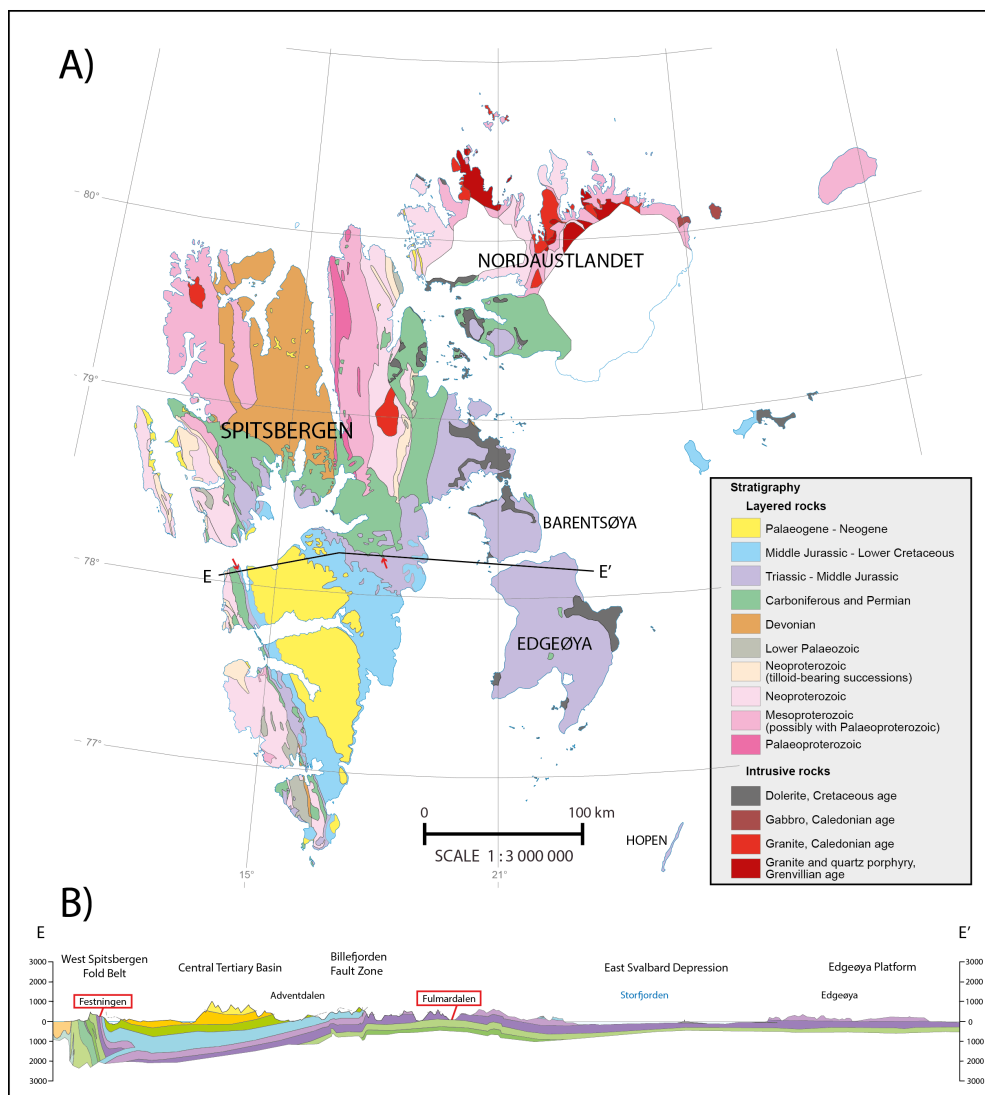 A)
80°
79°
78°
77°
NORDAUSTLANDET
SPITSBERGEN
BARENTSØYA
E
E'
EDGEØYA
HOPEN
0
100 km
SCALE 1 : 3 000 000
15°
21°
Stratigraphy
Layered rocks
Palaeogene - Neogene
Middle Jurassic - Lower Cretaceous
Triassic - Middle Jurassic
Carboniferous and Permian
Devonian
Lower Palaeozoic
Neoproterozoic
(tilloid-bearing successions)
Neoproterozoic
Mesoproterozoic
(possibly with Palaeoproterozoic)
Palaeoproterozoic
Intrusive rocks
Dolerite, Cretaceous age
Gabbro, Caledonian age
Granite, Caledonian age
Granite and quartz porphyry,
Grenvillian age
B)
E
E'
West Spitsbergen
Fold Belt
Central Tertiary Basin
Billefjorden
Fault Zone
East Svalbard Depression
Edgeøya Platform
Festningen
Adventdalen
Fulmardalen
Storfjorden
Edgeøya
3000
2000
1000
0
1000
2000
3000
3000
2000
1000
0
1000
2000
3000